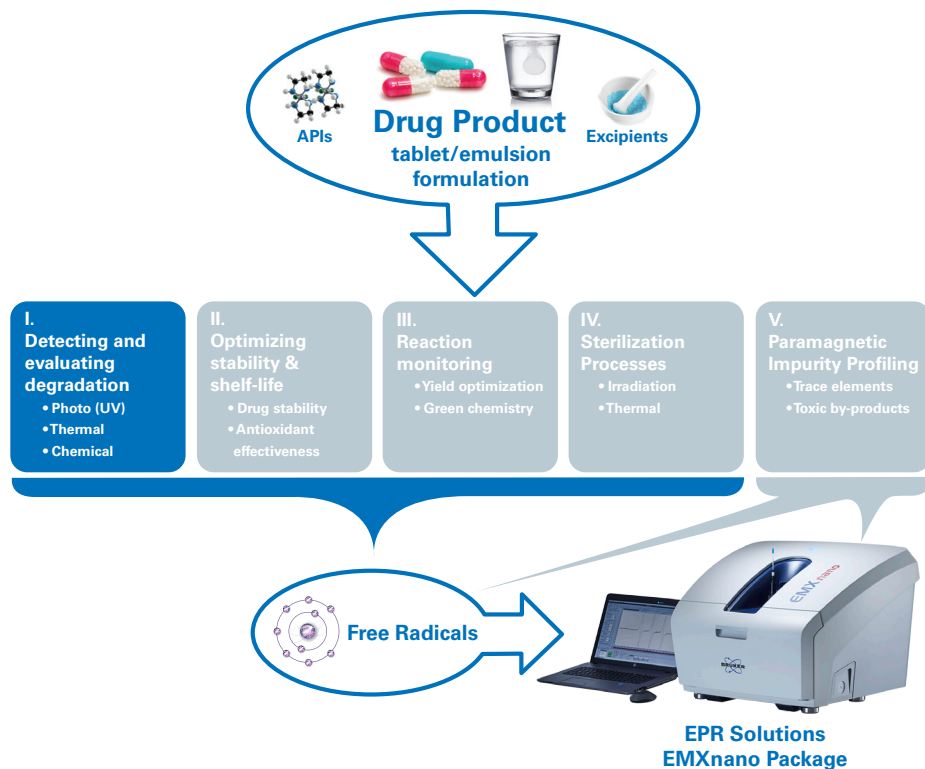 APIs
Drug Product
Excipients
tablet/emulsion
formulation
I.
Detecting and
evaluating
degradation
• Photo (UV)
• Thermal
• Chemical
II.
Optimizing
stability &
shelf-life
• Drug stability
• Antioxidant
effectiveness
III.
Reaction
monitoring
• Yield optimization
• Green chemistry
IV.
Sterilization
Processes
• Irradiation
• Thermal
V.
Paramagnetic
Impurity Profiling
• Trace elements
• Toxic by-products
Free Radicals
EMXnano
BRUKER
EPR Solutions
EMXnano Package